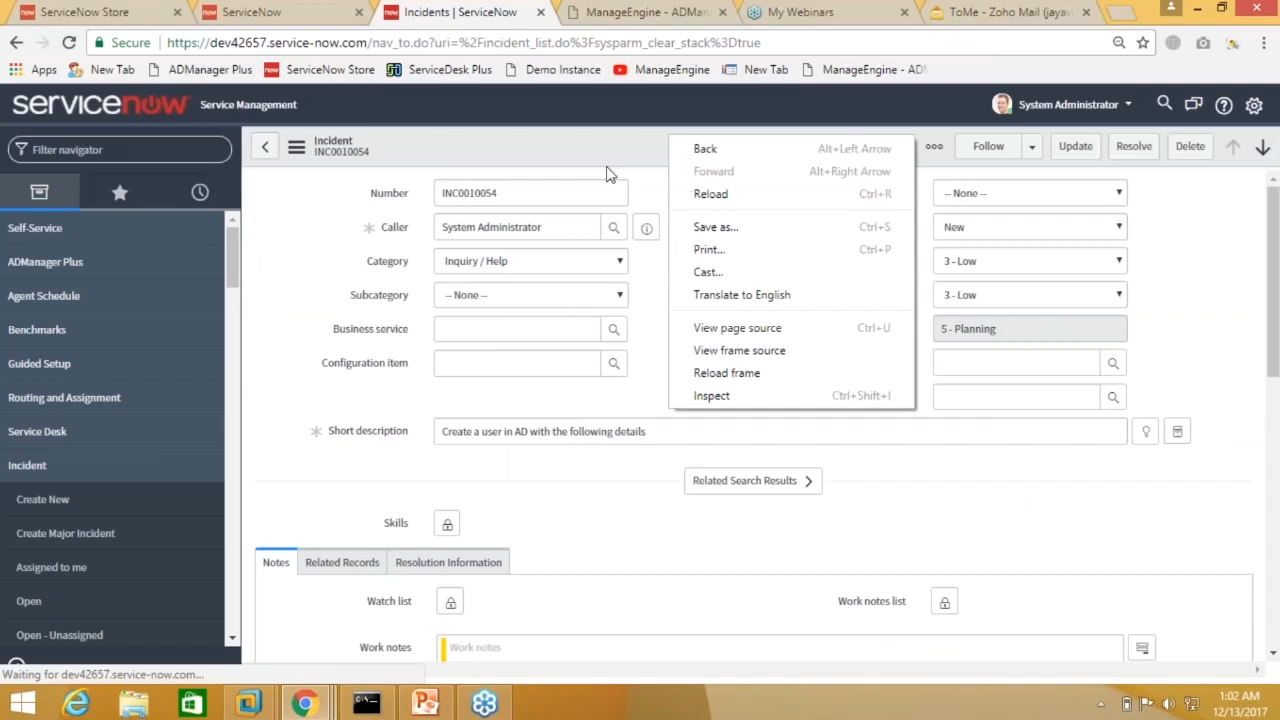 ServiceNow Store
ServiceNow
Incidents | ServiceNow
ManageEngine - ADMan
My Webinars
ToMe - Zoho Mail (jayav
Secure
https://dev42657.service-now.com/nav_to.do?uri=%2Fincident_list.do%3Fsysparm_clear_stack%3Dtrue
Apps
New Tab
ADManager Plus
ServiceNow Store
ServiceDesk Plus
Demo Instance
ManageEngine
New Tab
ManageEngine - ADM
servicenow
Service Management
System Administrator
Filter navigator
Self-Service
ADManager Plus
Agent Schedule
Benchmarks
Guided Setup
Routing and Assignment
Service Desk
Incident
Create New
Create Major Incident
Assigned to me
Open
Open - Unassigned
Incident
INC0010054
Follow
Update
Resolve
Delete
Number
INC0010054
Caller
System Administrator
Category
Inquiry / Help
Subcategory
-- None --
Business service
Configuration item
Back Alt+Left Arrow
Forward Alt+Right Arrow
Reload Ctrl+R
Save as... Ctrl+S
Print... Ctrl+P
Cast...
Translate to English
View page source Ctrl+U
View frame source
Reload frame
Inspect Ctrl+Shift+I
-- None --
New
3 - Low
3 - Low
5 - Planning
Short description
Create a user in AD with the following details
Related Search Results
Skills
Notes
Related Records
Resolution Information
Watch list
Work notes list
Work notes
Work notes
Waiting for dev42657.service-now.com...
1:02 AM
12/13/2017